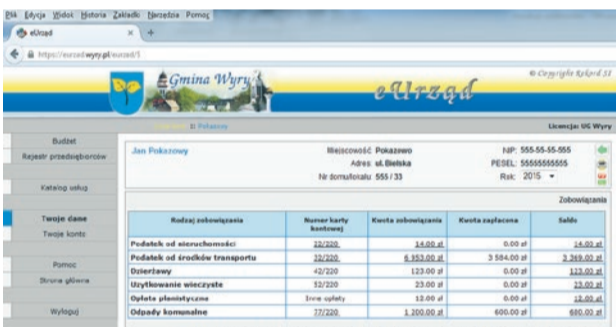 Plik Edycja Widok Historia Zakładki Narzędzia Pomoc
eUrząd
https://eurzad.wyry.pl/eurzad/5
Gmina Wyry
eUrząd
© Copyright Rekord SI
Pokazowy
Licencja: UG Wyry
Budżet
Rejestr przedsiębiorców
Katalog usług
Twoje dane
Twoje konto
Pomoc
Strona główna
Wyloguj
Jan Pokazowy
Miejscowość: Pokazowo
Adres: ul. Bielska
Nr domu/lokalu: 555 / 33
NIP: 555-55-55-555
PESEL: 55555555555
Rok: 2015
Zobowiązania
Rodzaj zobowiązania Numer karty kontowej Kwota zobowiązania Kwota zapłacona Saldo
Podatek od nieruchomości 22/220 14.00 zł 0.00 zł 14.00 zł
Podatek od środków transportu 32/220 6 953.00 zł 3 584.00 zł 3 369.00 zł
Dzierżawy 42/220 123.00 zł 0.00 zł 123.00 zł
Użytkowanie wieczyste 52/220 23.00 zł 0.00 zł 23.00 zł
Opłata planistyczna Inne opłaty 12.00 zł 0.00 zł 12.00 zł
Odpady komunalne 77/220 1 200.00 zł 600.00 zł 600.00 zł